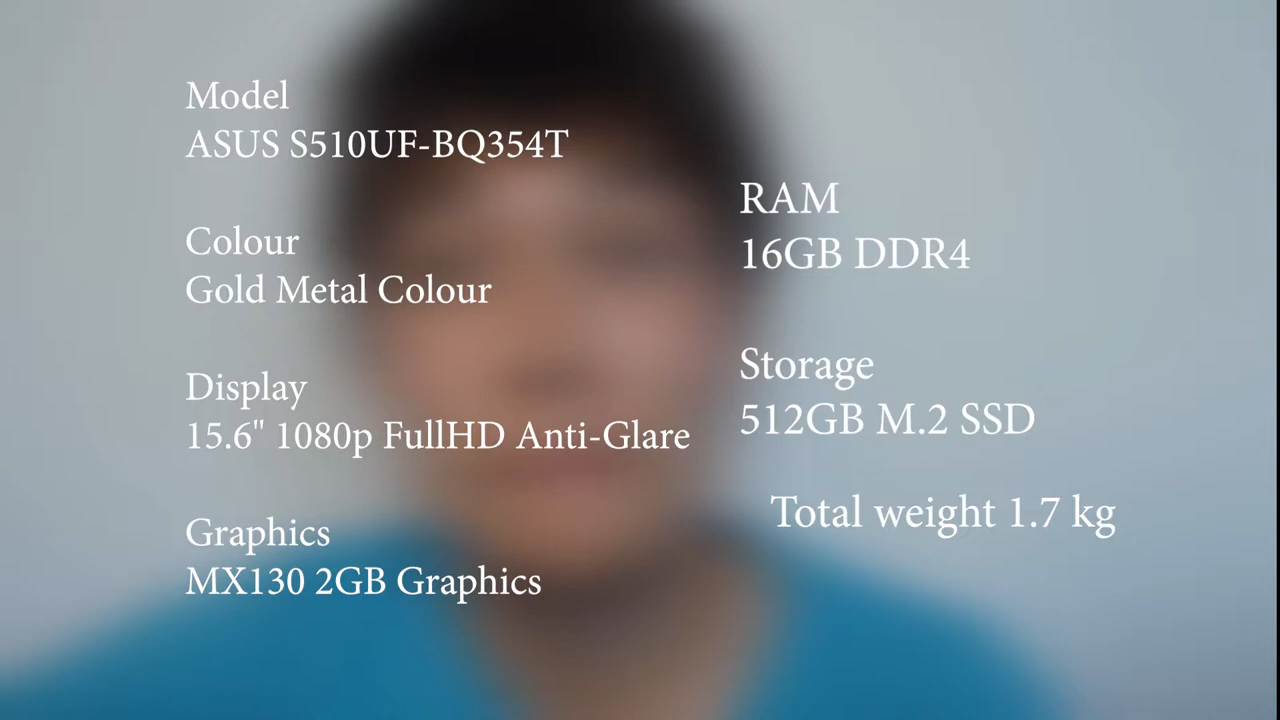 Model
ASUS S510UF-BQ354T
Colour
Gold Metal Colour
Display
15.6" 1080p FullHD Anti-Glare
Graphics
MX130 2GB Graphics
RAM
16GB DDR4
Storage
512GB M.2 SSD
Total weight 1.7 kg